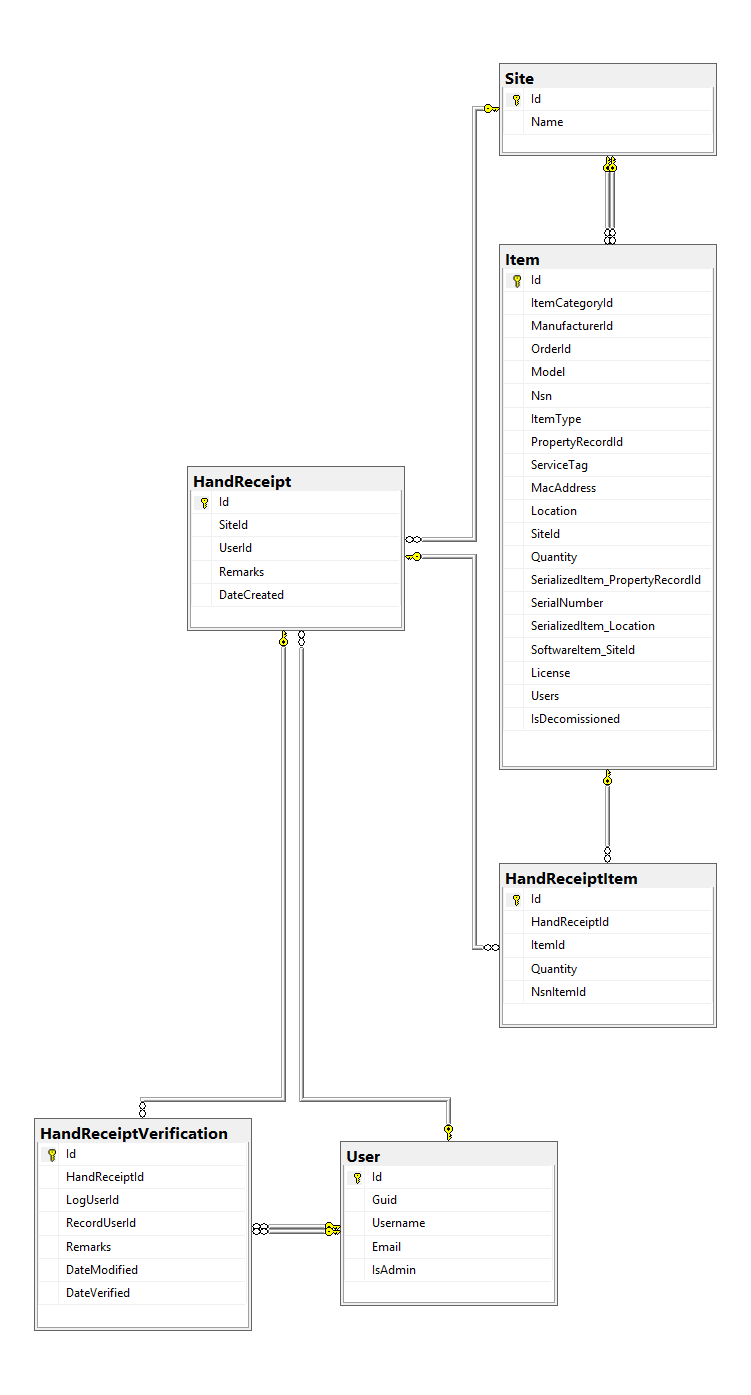 Site
Id
Name
Item
Id
ItemCategoryId
ManufacturerId
OrderId
Model
Nsn
ItemType
PropertyRecordId
ServiceTag
MacAddress
Location
SiteId
Quantity
SerializedItem_PropertyRecordId
SerialNumber
SerializedItem_Location
SoftwareItem_SiteId
License
Users
IsDecomissioned
HandReceipt
Id
SiteId
UserId
Remarks
DateCreated
HandReceiptItem
Id
HandReceiptId
ItemId
Quantity
NsnItemId
HandReceiptVerification
Id
HandReceiptId
LogUserId
RecordUserId
Remarks
DateModified
DateVerified
User
Id
Guid
Username
Email
IsAdmin